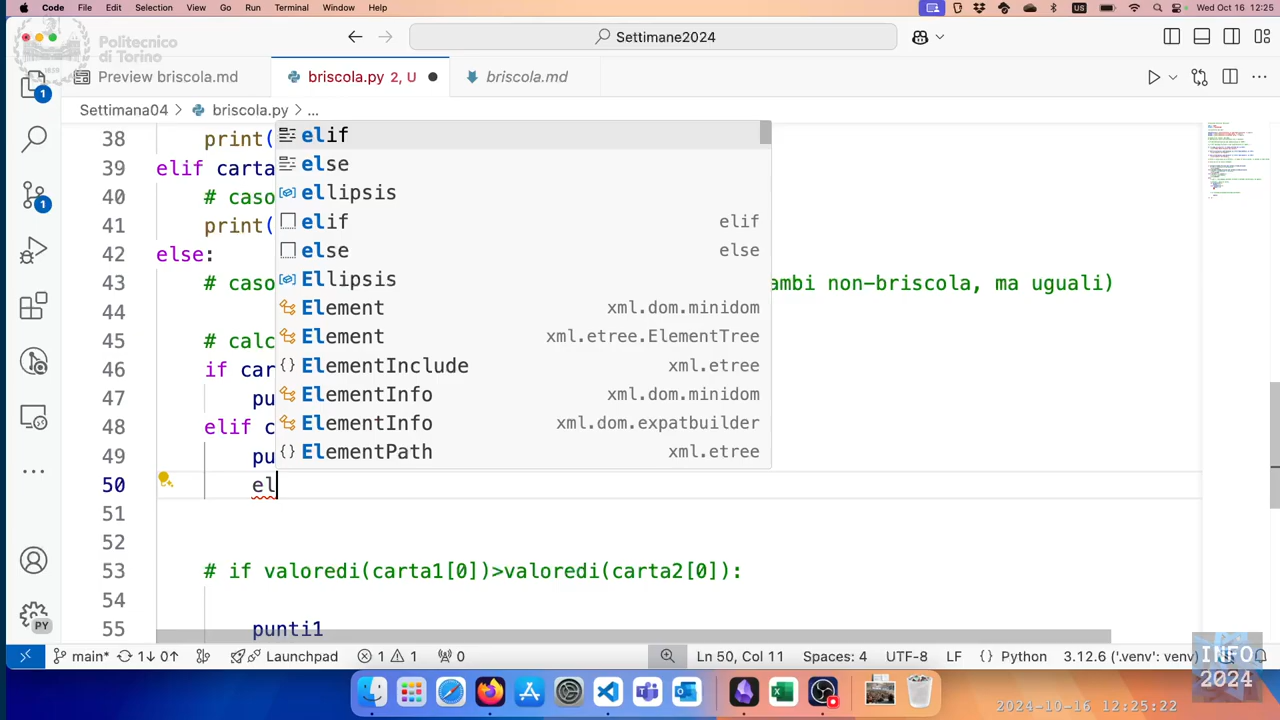 Code File Edit Selection View Go Run Terminal Window Help
US Wed Oct 16 12:25
Politecnico
di Torino
Settimane2024
Preview briscola.md
briscola.py 2, U
briscola.md
Settimana04 > briscola.py > ...
38 print(
39 elif carta
40 # caso
41 print(
42 else:
43 # caso ambi non-briscola, ma uguali)
44
45 # calc
46 if car
47 pu
48 elif c
49 pu
50 el
51
52
53 # if valoredi(carta1[0])>valoredi(carta2[0]):
54
55 punti1
elif
else
ellipsis
elif elif
else else
Ellipsis
Element xml.dom.minidom
Element xml.etree.ElementTree
ElementInclude xml.etree
ElementInfo xml.dom.minidom
ElementInfo xml.dom.expatbuilder
ElementPath xml.etree
1
1
PY
main* 1↓ 0↑ Launchpad 1 1 0 Ln 50, Col 11 Spaces: 4 UTF-8 LF {} Python 3.12.6 ('.venv': venv)
INFO
2024
2024-10-16 12:25:22